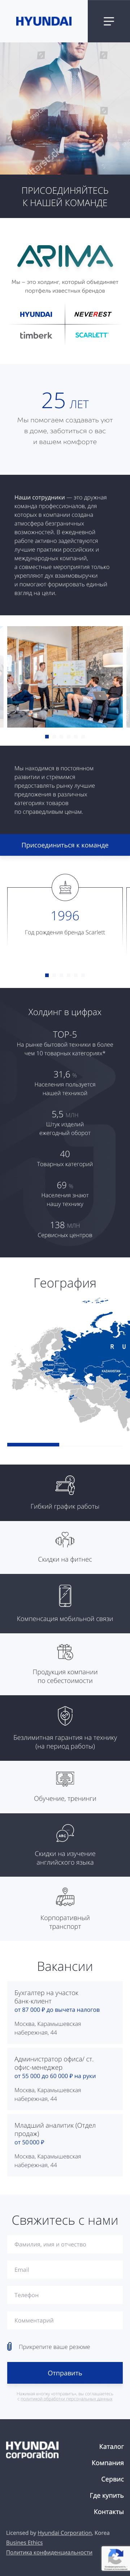 HYUNDAI
ПРИСОЕДИНЯЙТЕСЬ
К НАШЕЙ КОМАНДЕ
ARIMA
Мы – это холдинг, который объединяет
портфель известных брендов
HYUNDAI
NEVEREST
timberk
SCARLETT
25 ЛЕТ
Мы помогаем создавать уют
в доме, заботиться о вас
и вашем комфорте
Наши сотрудники — это дружная
команда профессионалов, для
которых в компании создана
атмосфера безграничных
возможностей. В ежедневной
работе активно задействуются
лучшие практики российских и
международных компаний,
а совместные мероприятия только
укрепляют дух взаимовыручки
и помогают формировать единый
взгляд на цели.
Мы находимся в постоянном
развитии и стремимся
предоставлять рынку лучшие
предложения в различных
категориях товаров
по справедливым ценам.
Присоединиться к команде
1996
Год рождения бренда Scarlett
Холдинг в цифрах
TOP-5
На рынке бытовой техники в более
чем 10 товарных категориях*
31,6 %
Населения пользуется
нашей техникой
5,5 МЛН
Штук изделий
ежегодный оборот
40
Товарных категорий
69 %
Населения знают
нашу технику
138 МЛН
Сервисных центров
География
R U
KAZAKHSTAN
Гибкий график работы
Скидки на фитнес
Компенсация мобильной связи
Продукция компании
по себестоимости
Безлимитная гарантия на технику
(на период работы)
Обучение, тренинги
ABC
Скидки на изучение
английского языка
Корпоративный
транспорт
Вакансии
Бухгалтер на участок
банк-клиент
от 87 000 ₽ до вычета налогов
Москва, Карамышевская
набережная, 44
Администратор офиса/ ст.
офис-менеджер
от 55 000 до 60 000 ₽ на руки
Москва, Карамышевская
набережная, 44
Младший аналитик (Отдел
продаж)
от 50 000 ₽
Москва, Карамышевская
набережная, 44
Свяжитесь с нами
Фамилия, имя и отчество
Email
Телефон
Комментарий
Прикрепите ваше резюме
Отправить
HYUNDAI
corporation
Каталог
Компания
Сервис
Где купить
Контакты
Licensed by Hyundai Corporation, Korea
Busines Ethics
Политика конфиденциальности